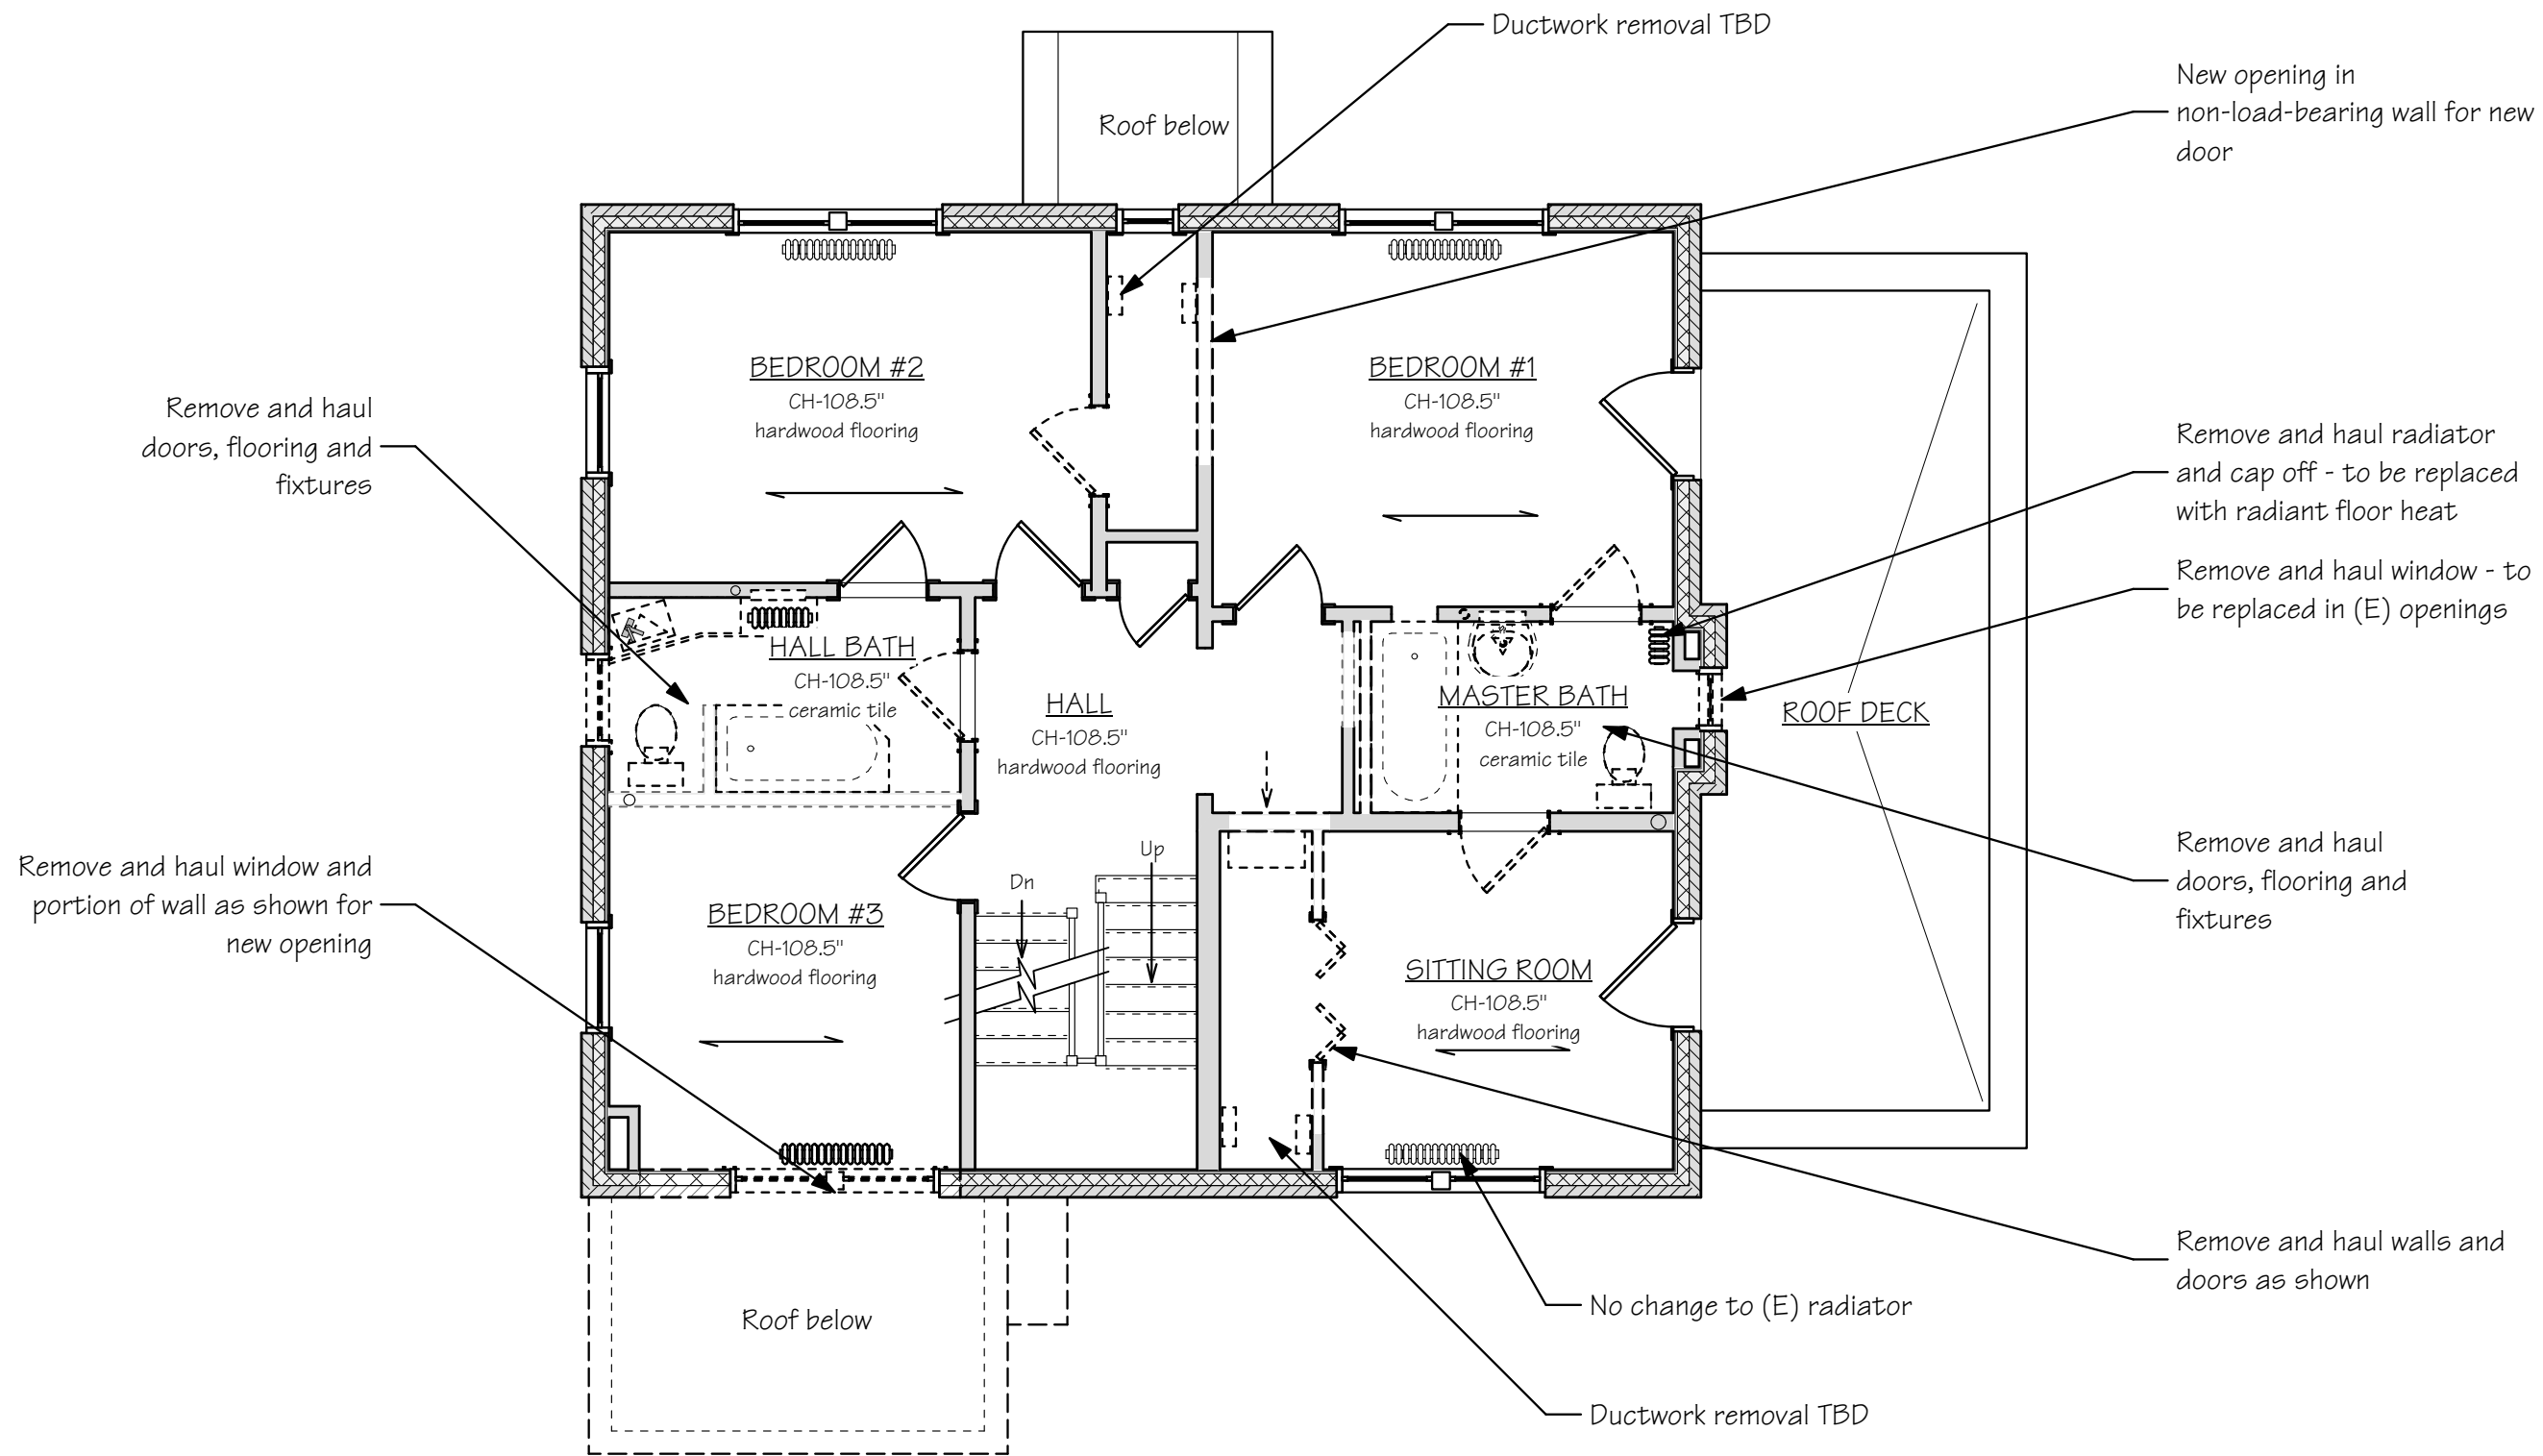 Ductwork removal TBD
New opening in
non-load-bearing wall for new
door
Roof below
BEDROOM #2
CH-108.5"
hardwood flooring
BEDROOM #1
CH-108.5"
hardwood flooring
Remove and haul
doors, flooring and
fixtures
Remove and haul radiator
and cap off - to be replaced
with radiant floor heat
Remove and haul window - to
be replaced in (E) openings
HALL BATH
CH-108.5"
ceramic tile
HALL
CH-108.5"
hardwood flooring
MASTER BATH
CH-108.5"
ceramic tile
ROOF DECK
Remove and haul
doors, flooring and
fixtures
Remove and haul window and
portion of wall as shown for
new opening
BEDROOM #3
CH-108.5"
hardwood flooring
Dn
Up
SITTING ROOM
CH-108.5"
hardwood flooring
Remove and haul walls and
doors as shown
No change to (E) radiator
Roof below
Ductwork removal TBD